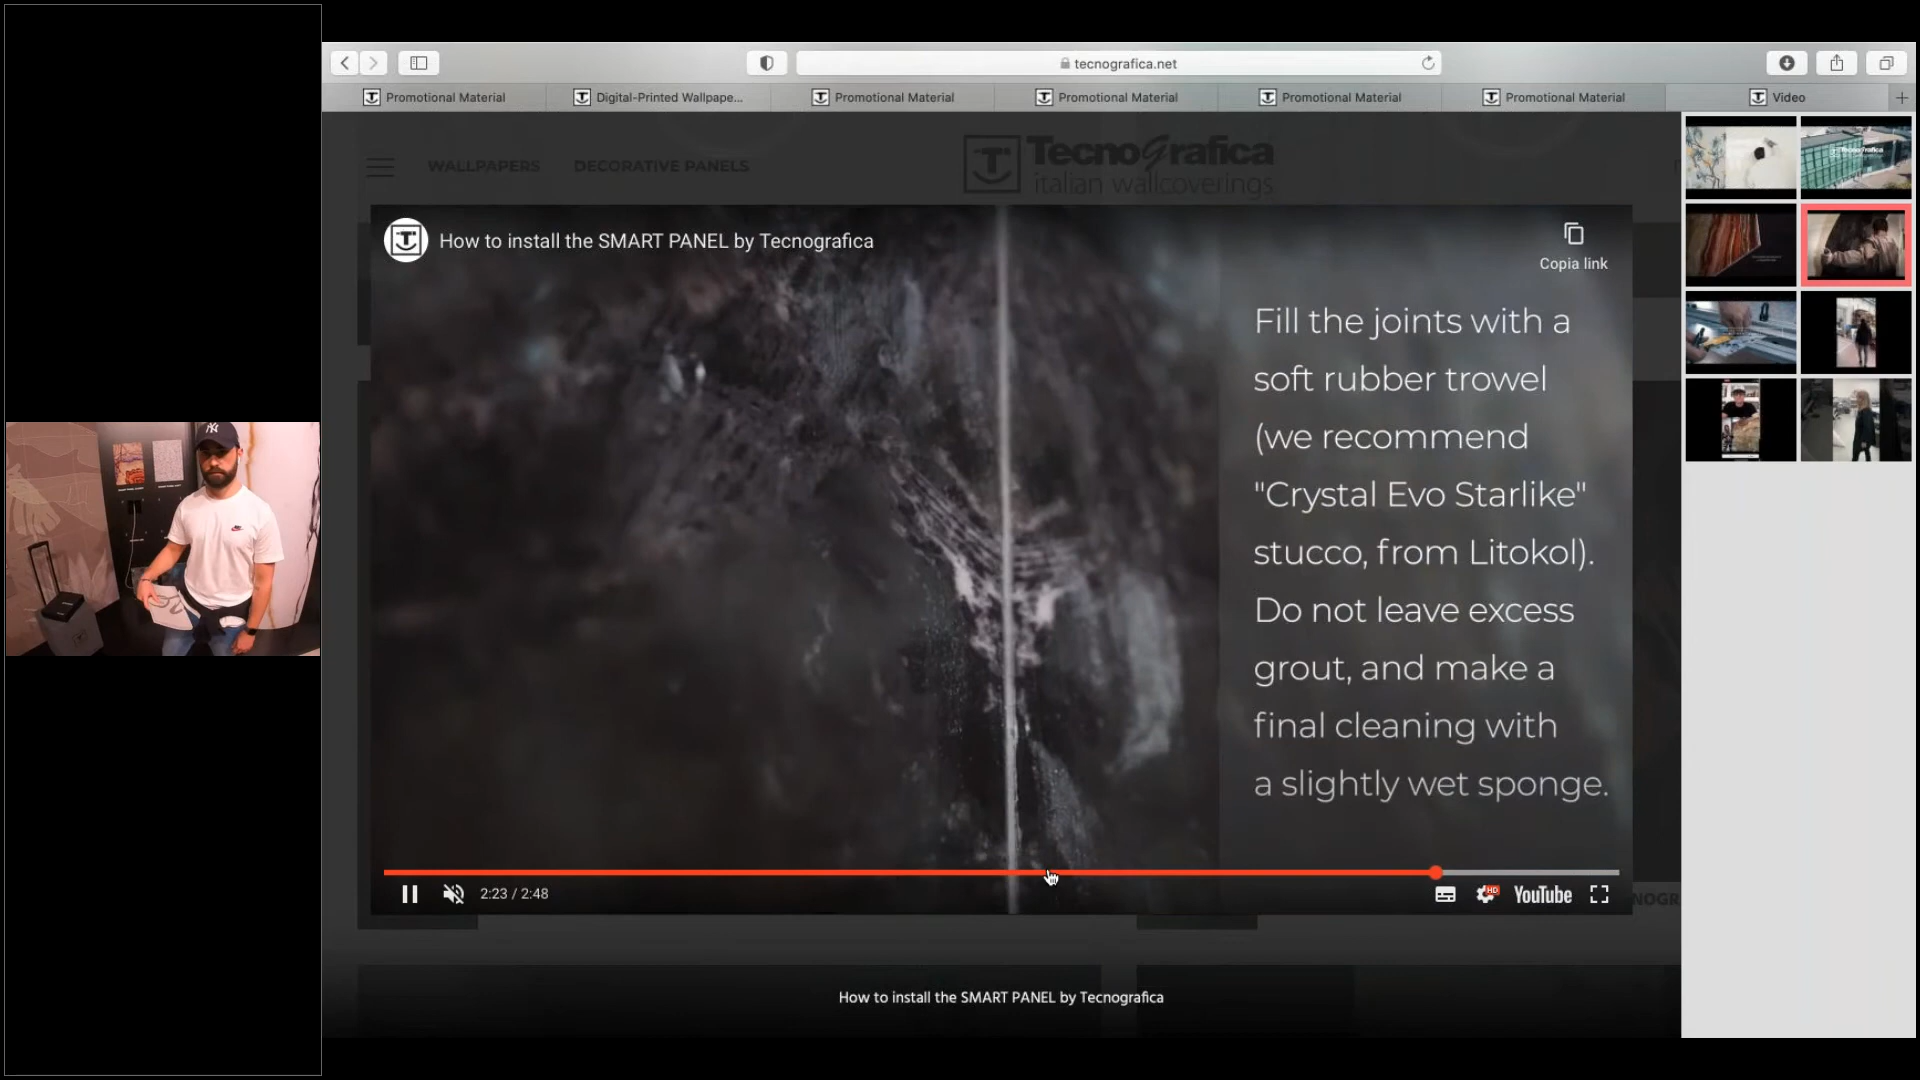 tecnografica.net
Promotional Material
Digital-Printed Wallpape...
Promotional Material
Promotional Material
Promotional Material
Promotional Material
Video
WALLPAPERS
DECORATIVE PANELS
TecnoGrafica
italian wallcoverings
How to install the SMART PANEL by Tecnografica
Copia link
Fill the joints with a
soft rubber trowel
(we recommend
"Crystal Evo Starlike"
stucco, from Litokol).
Do not leave excess
grout, and make a
final cleaning with
a slightly wet sponge.
2:23 / 2:48
HD
YouTube
NOGR
How to install the SMART PANEL by Tecnografica